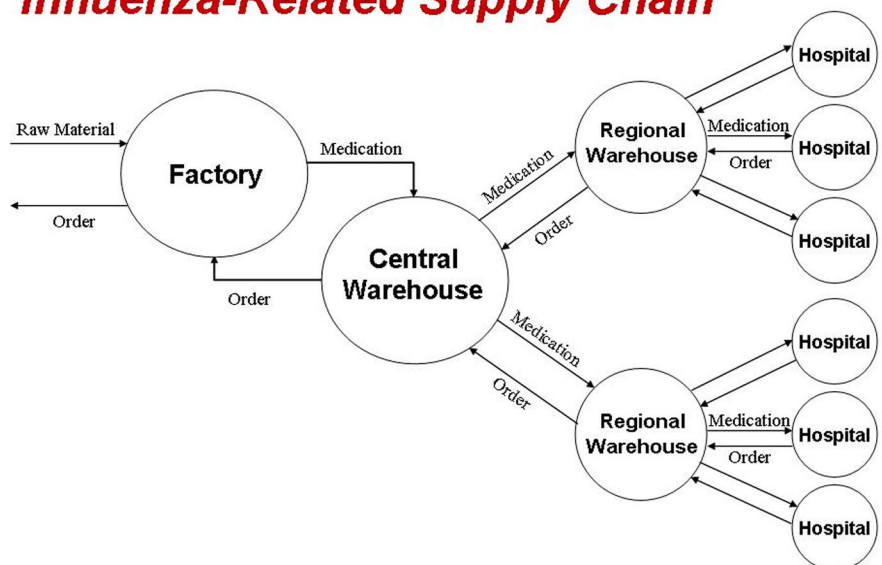 Influenza-Related Supply Chain
Raw Material
Order
Factory
Medication
Order
Central
Warehouse
Medication
Order
Medication
Order
Regional
Warehouse
Medication
Order
Hospital
Hospital
Hospital
Regional
Warehouse
Medication
Order
Hospital
Hospital
Hospital